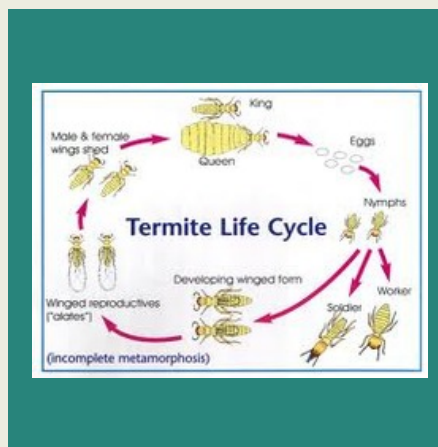 King
Male & female
wings shed
Queen
Eggs
Nymphs
Termite Life Cycle
Developing winged form
Worker
Soldier
Winged reproductives
("alates")
(incomplete metamorphosis)